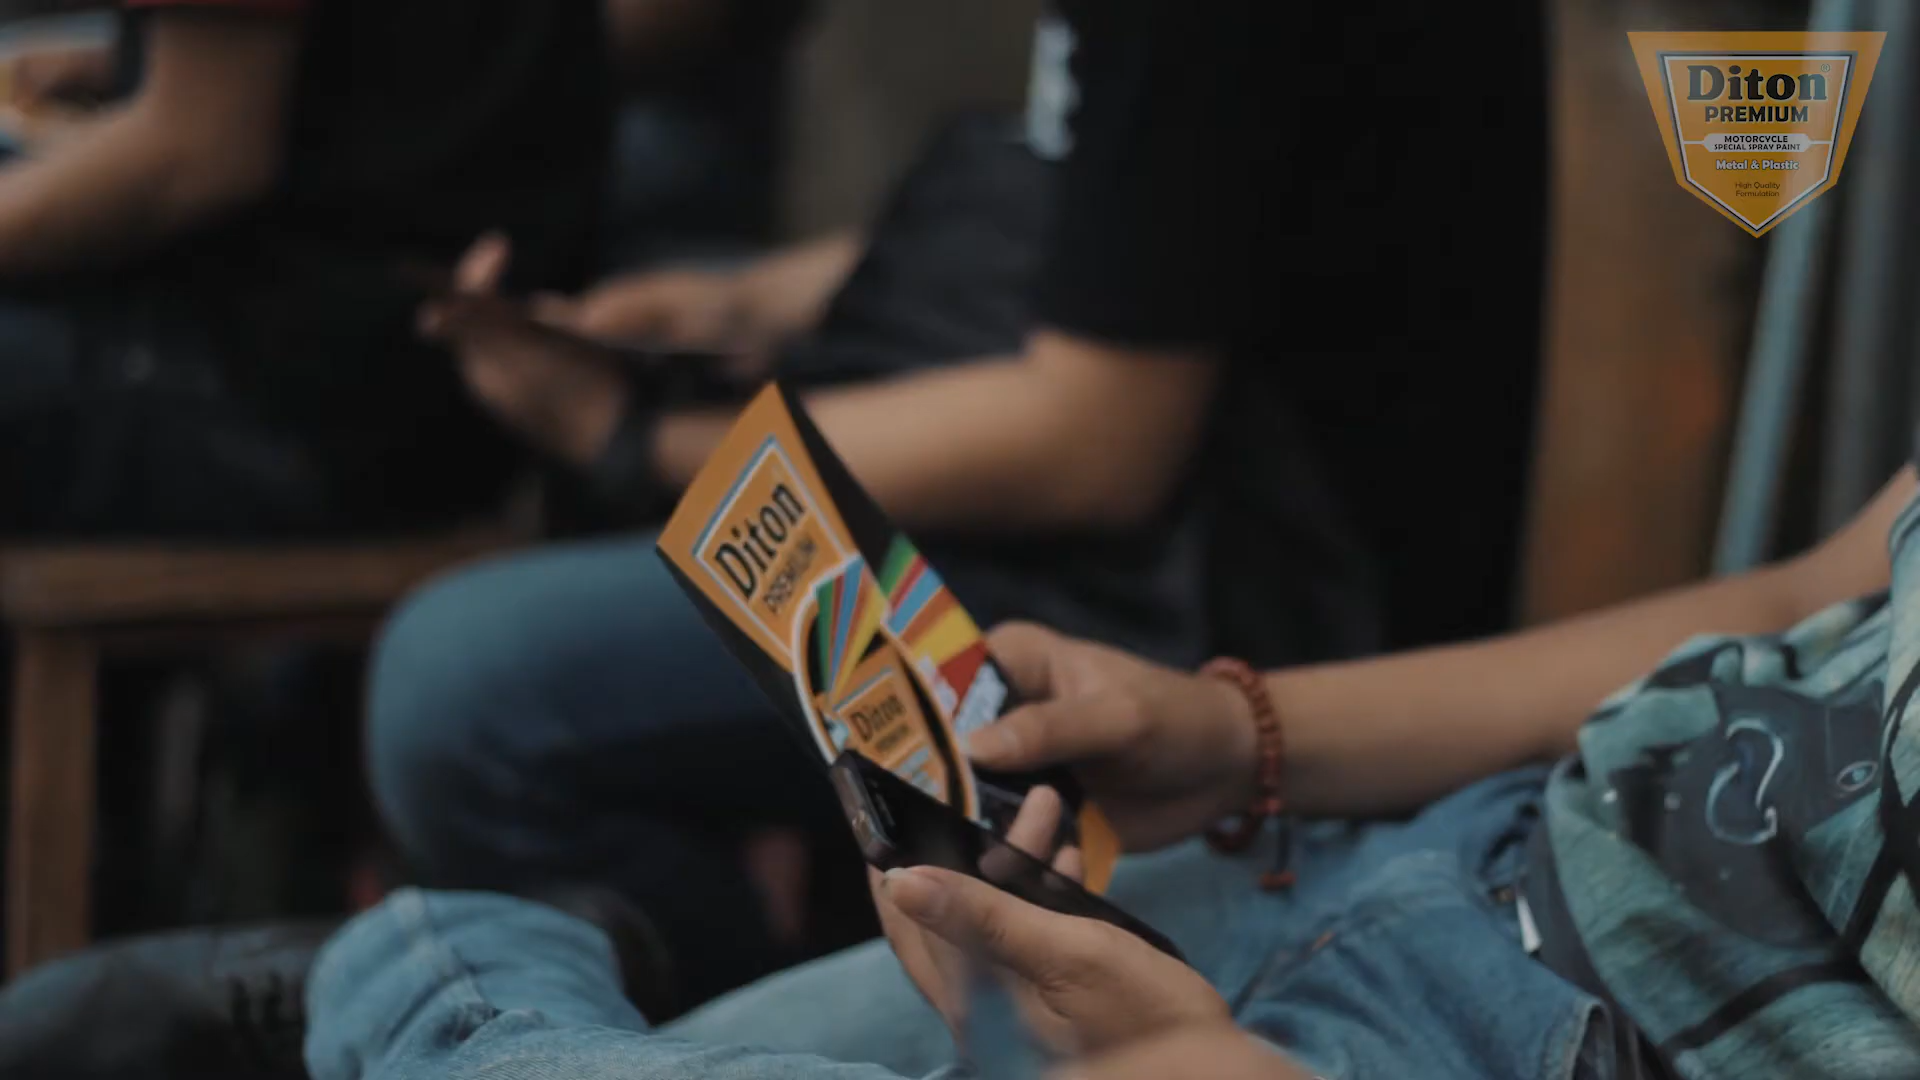 Diton®
PREMIUM
MOTORCYCLE
SPECIAL SPRAY PAINT
Metal & Plastic
High Quality
Formulation
Diton
PREMIUM
Diton
PREMIUM